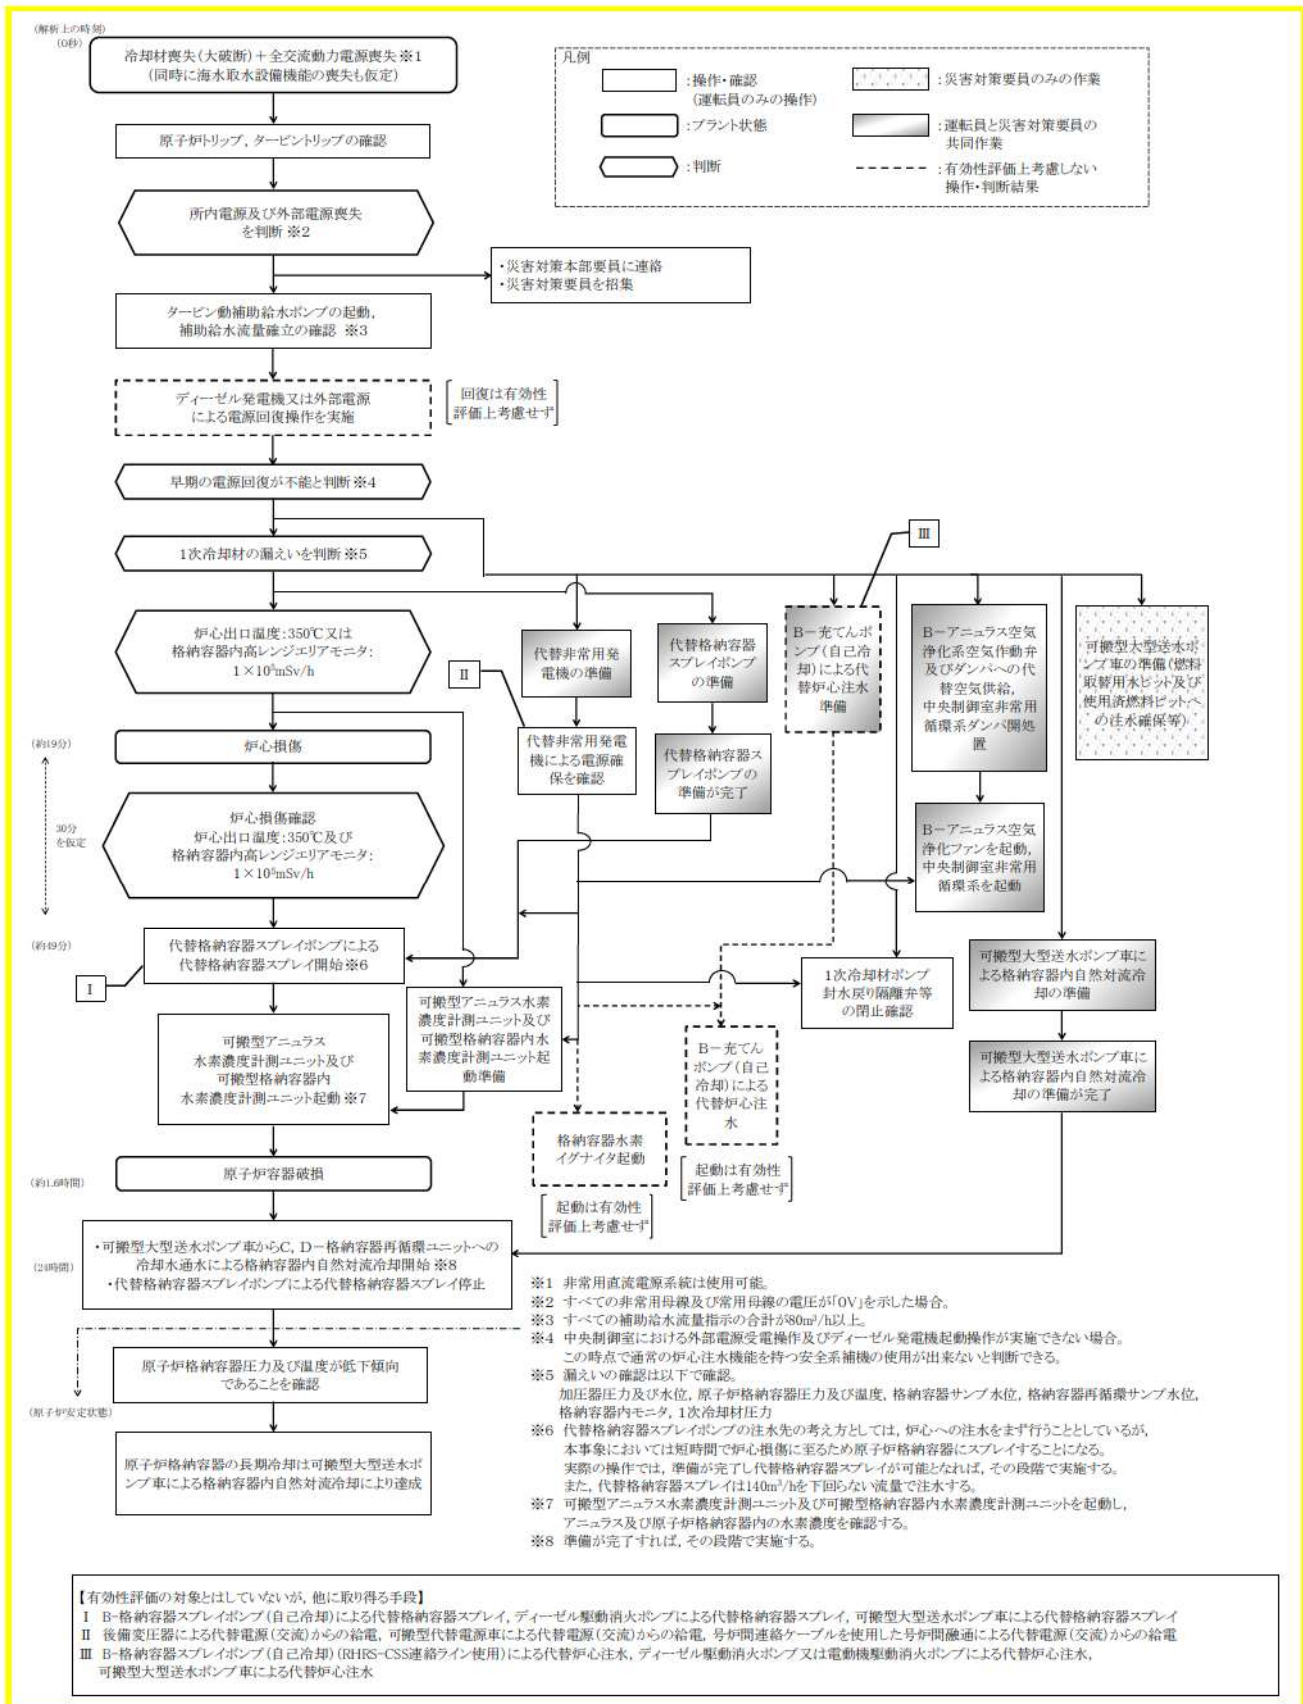 (解析上の時刻)
(0秒)
冷却材喪失(大破断)＋全交流動力電源喪失※1
(同時に海水取水設備機能の喪失も仮定)
原子炉トリップ, タービントリップの確認
所内電源及び外部電源喪失
を判断※2
・災害対策本部要員に連絡
・災害対策要員を招集
タービン動補助給水ポンプの起動,
補助給水流量確立の確認 ※3
ディーゼル発電機又は外部電源
による電源回復操作を実施
回復は有効性
評価上考慮せず
早期の電源回復が不能と判断※4
1次冷却材の漏えいを判断※5
凡例
:操作・確認
(運転員のみの操作)
:プラント状態
:判断
:災害対策要員のみの作業
:運転員と災害対策要員の
共同作業
:有効性評価上考慮しない
操作・判断結果
炉心出口温度:350℃又は
格納容器内高レンジエリアモニタ:
1×10⁵mSv/h
(約19分)
炉心損傷
30分
を仮定
炉心損傷確認
炉心出口温度:350℃及び
格納容器内高レンジエリアモニタ:
1×10⁵mSv/h
(約49分)
代替格納容器スプレイポンプによる
代替格納容器スプレイ開始※6
Ⅰ
Ⅱ
Ⅲ
代替非常用発
電機の準備
代替非常用発電
機による電源確
保を確認
代替格納容器
スプレイポンプ
の準備
代替格納容器ス
プレイポンプの
準備が完了
B－充てんポ
ンプ(自己冷
却)による代
替炉心注水
準備
B－アニュラス空気
浄化系空気作動弁
及びダンパへの代
替空気供給,
中央制御室非常用
循環系ダンパ開処
置
B－アニュラス空気
浄化ファンを起動,
中央制御室非常用
循環系を起動
可搬型大型送水ポ
ンプ車の準備(燃料
取替用水ピット及び
使用済燃料ピットへ
の注水確保等)
可搬型アニュラス
水素濃度計測ユニット及び
可搬型格納容器内
水素濃度計測ユニット起動※7
可搬型アニュラス水素
濃度計測ユニット及び
可搬型格納容器内水
素濃度計測ユニット起
動準備
1次冷却材ポンプ
封水戻り隔離弁等
の閉止確認
可搬型大型送水ポンプ車に
よる格納容器内自然対流冷
却の準備
可搬型大型送水ポンプ車に
よる格納容器内自然対流冷
却の準備が完了
B－充てん
ポンプ(自己
冷却)による
代替炉心注
水
起動は有効性
評価上考慮せず
格納容器水素
イグナイタ起動
起動は有効性
評価上考慮せず
(約1.6時間)
原子炉容器破損
(24時間)
・可搬型大型送水ポンプ車からC, D－格納容器再循環ユニットへの
冷却水通水による格納容器内自然対流冷却開始 ※8
・代替格納容器スプレイポンプによる代替格納容器スプレイ停止
原子炉格納容器圧力及び温度が低下傾向
であることを確認
(原子炉安定状態)
原子炉格納容器の長期冷却は可搬型大型送水ポ
ンプ車による格納容器内自然対流冷却により達成
※1 非常用直流電源系統は使用可能。
※2 すべての非常用母線及び常用母線の電圧が「0V」を示した場合。
※3 すべての補助給水流量指示の合計が80m³/h以上。
※4 中央制御室における外部電源受電操作及びディーゼル発電機起動操作が実施できない場合。
この時点で通常の炉心注水機能を持つ安全系補機の使用が出来ないと判断できる。
※5 漏えいの確認は以下で確認。
加圧器圧力及び水位, 原子炉格納容器圧力及び温度, 格納容器サンプ水位, 格納容器再循環サンプ水位,
格納容器内モニタ, 1次冷却材圧力
※6 代替格納容器スプレイポンプの注水先の考え方としては, 炉心への注水をまず行うこととしているが,
本事象においては短時間で炉心損傷に至るため原子炉格納容器にスプレイすることになる。
実際の操作では, 準備が完了し代替格納容器スプレイが可能となれば, その段階で実施する。
また, 代替格納容器スプレイは140m³/hを下回らない流量で注水する。
※7 可搬型アニュラス水素濃度計測ユニット及び可搬型格納容器内水素濃度計測ユニットを起動し,
アニュラス及び原子炉格納容器内の水素濃度を確認する。
※8 準備が完了すれば, その段階で実施する。
【有効性評価の対象とはしていないが, 他に取り得る手段】
Ⅰ B-格納容器スプレイポンプ(自己冷却)による代替格納容器スプレイ, ディーゼル駆動消火ポンプによる代替格納容器スプレイ, 可搬型大型送水ポンプ車による代替格納容器スプレイ
Ⅱ 後備変圧器による代替電源(交流)からの給電, 可搬型代替電源車による代替電源(交流)からの給電, 号炉間連絡ケーブルを使用した号炉間融通による代替電源(交流)からの給電
Ⅲ B-格納容器スプレイポンプ(自己冷却)(RHRS-CSS連絡ライン使用)による代替炉心注水, ディーゼル駆動消火ポンプ又は電動機駆動消火ポンプによる代替炉心注水,
可搬型大型送水ポンプ車による代替炉心注水